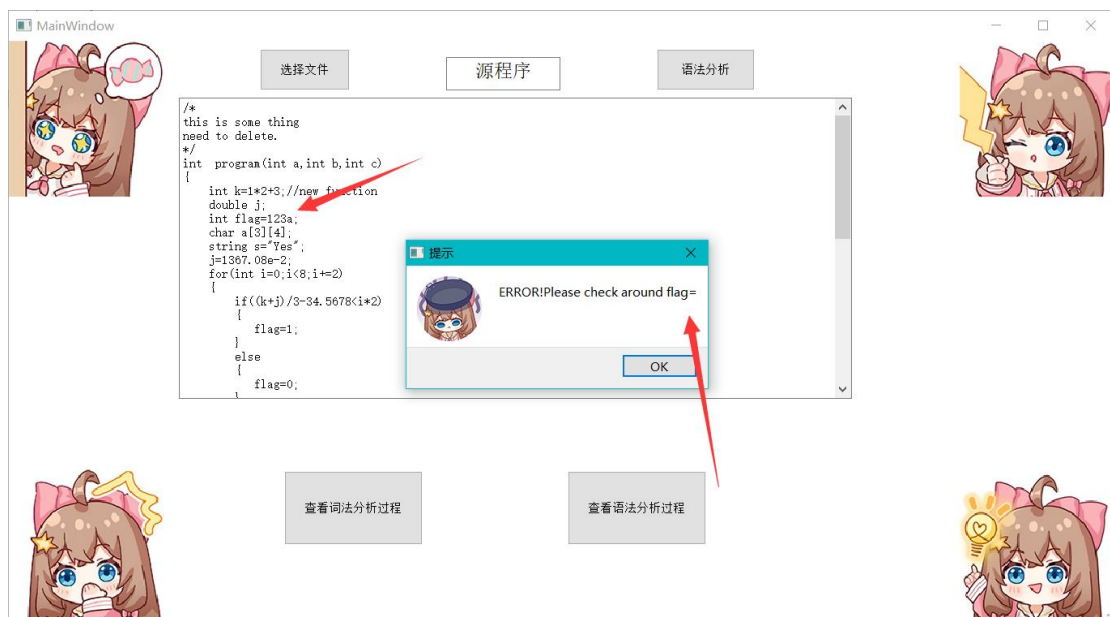 MainWindow
选择文件
源程序
语法分析
/*
this is some thing
need to delete.
*/
int  program(int a,int b,int c)
{
int k=1*2+3;//new function
double j;
int flag=123a;
char a[3][4];
string s="Yes";
j=1367.08e-2;
for(int i=0;i<8;i+=2)
{
if((k+j)/3-34.5678<i*2)
{
flag=1;
}
else
{
flag=0;
}
提示
ERROR!Please check around flag=
OK
查看词法分析过程
查看语法分析过程